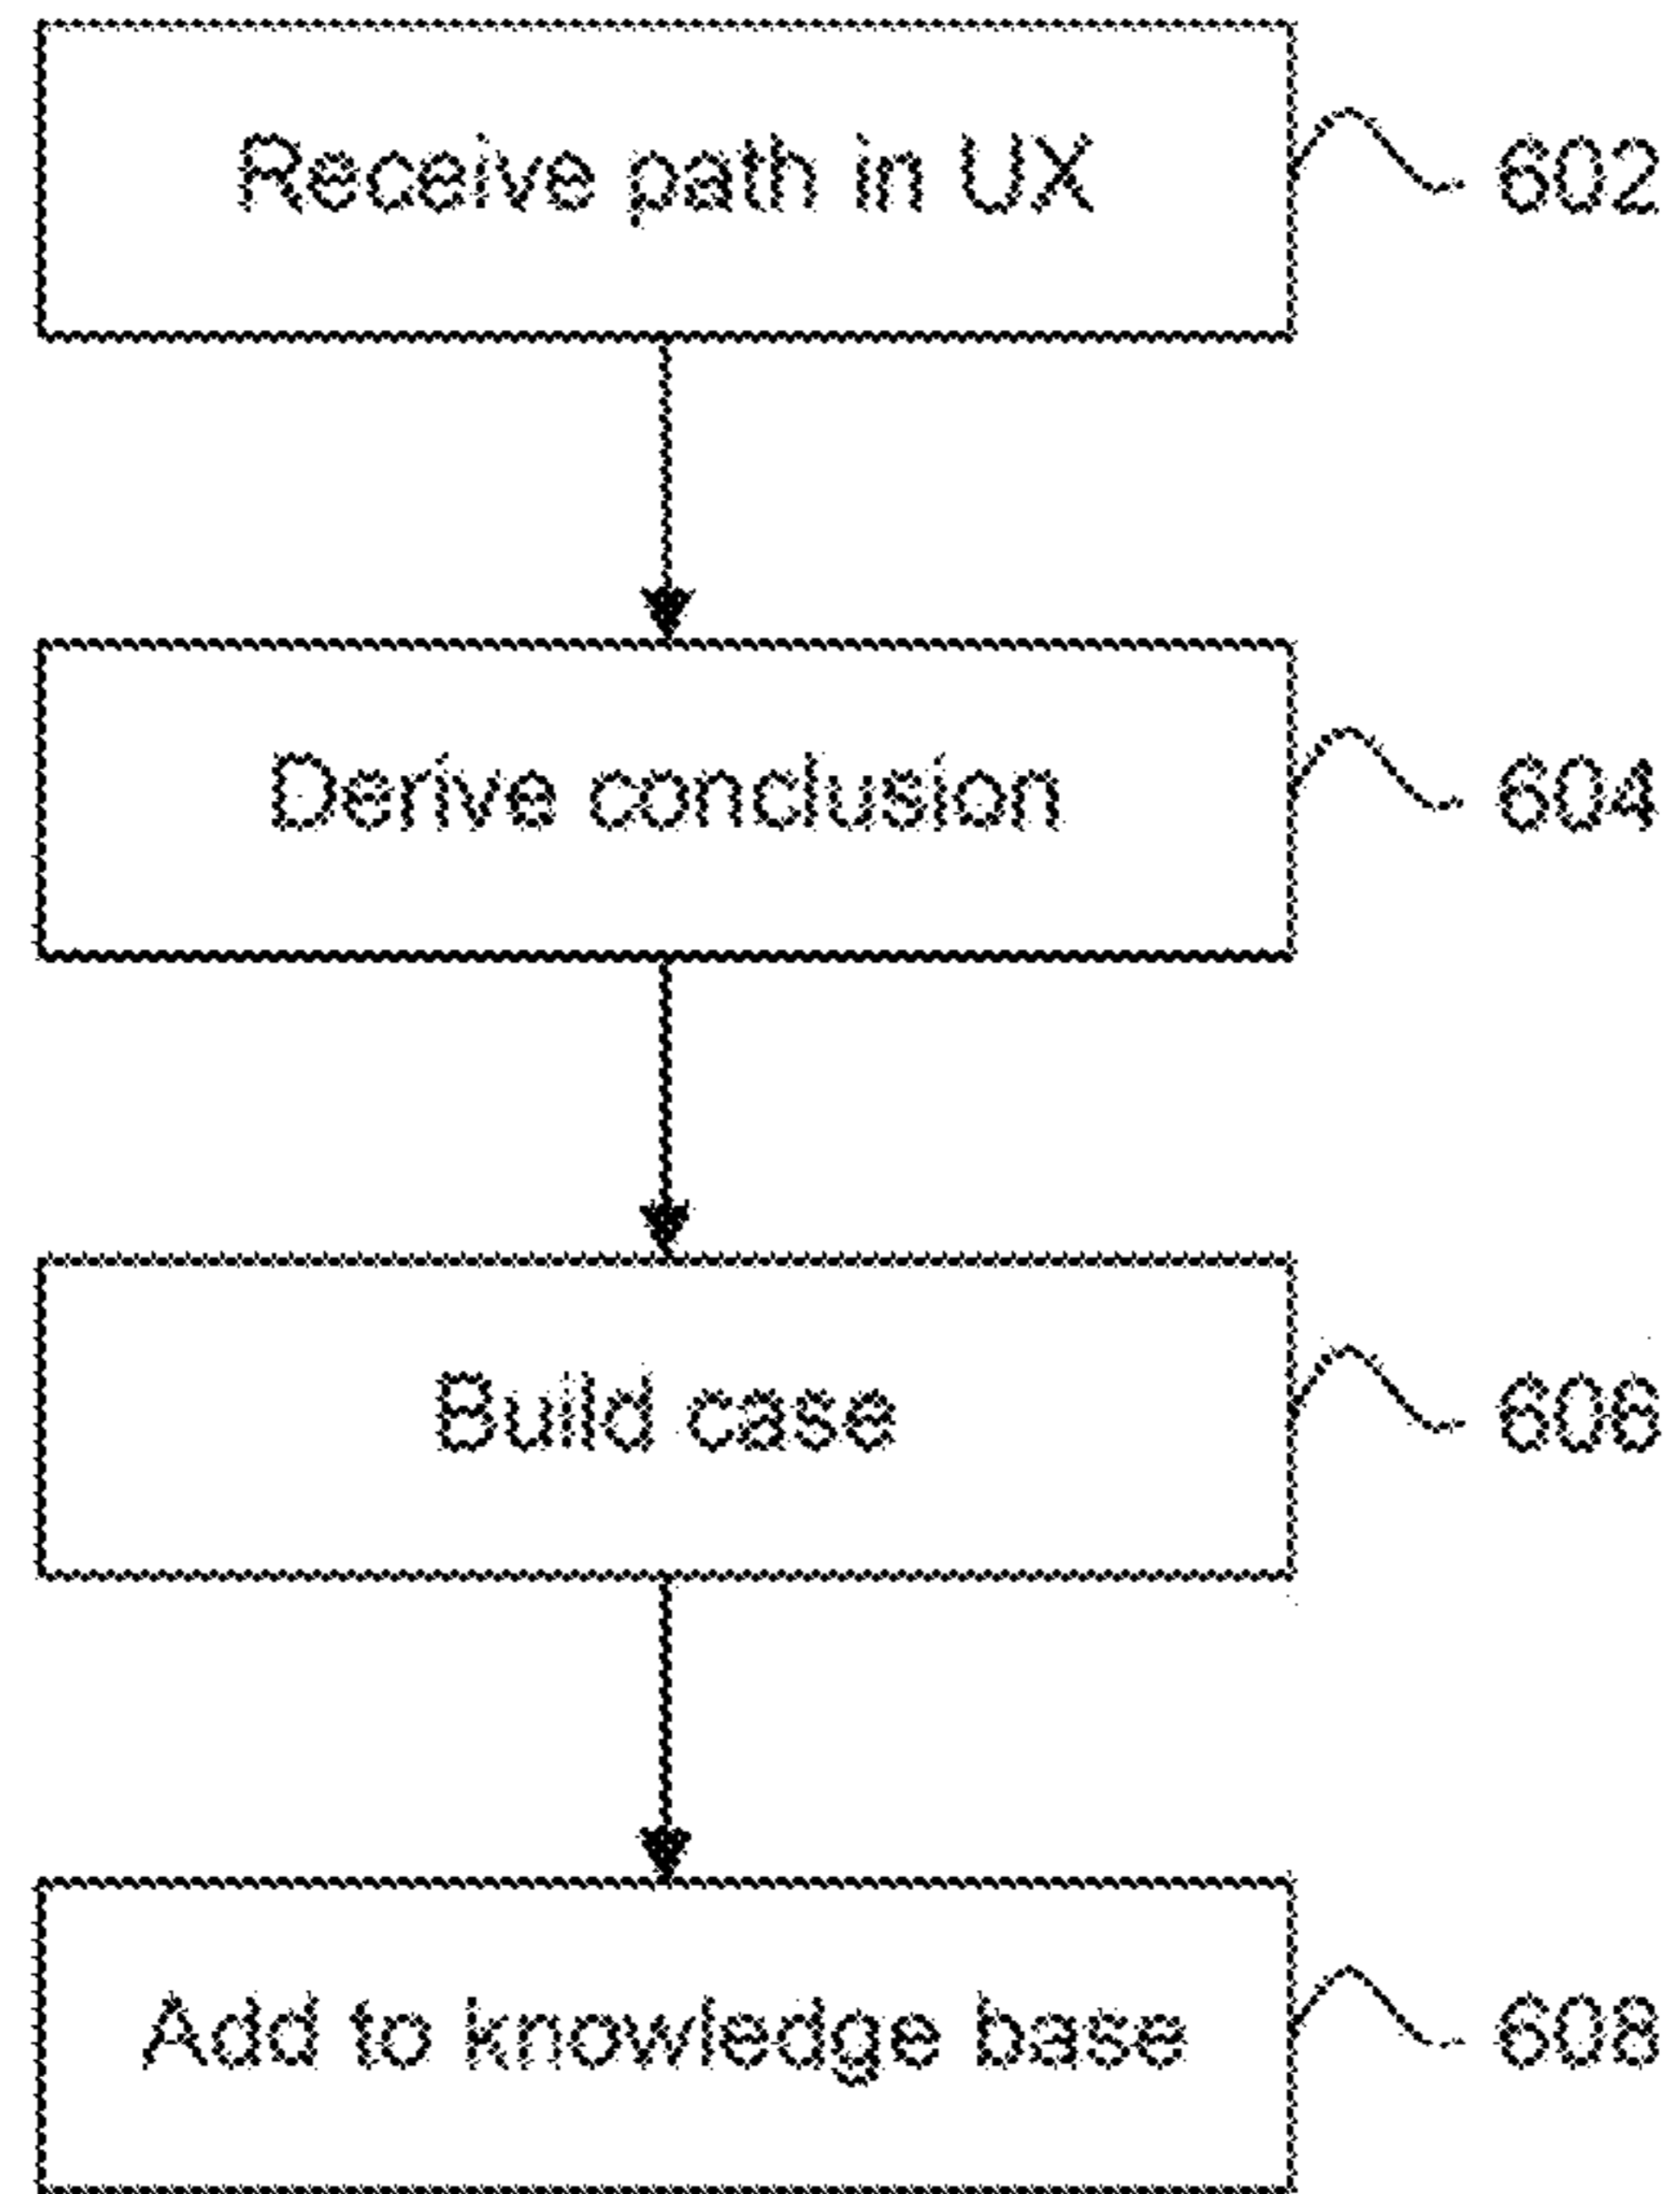 Receive path in UX 602
Derive conclusion 604
Build case 606
Add to knowledge base 608